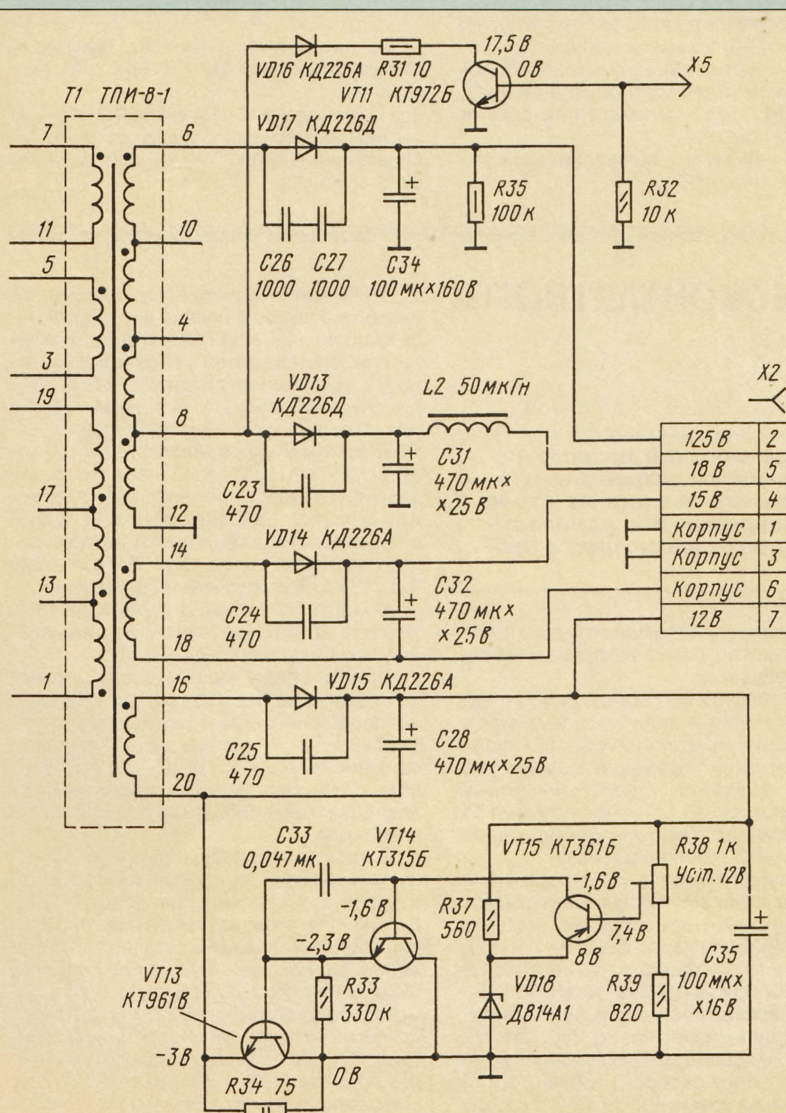 17,5 В
VD16 КД226А R31 10
0В
X5
VT11 КТ972Б
T1 ТПИ-8-1
VD17 КД226Д
7
6
R35
100 к
R32
10 к
11
10
C26
1000
C27
1000
C34
100 мк×160В
5
4
3
19
VD13
КД226Д
L2 50мкГн
X2
8
125 В 2
C31
470 мк×
×25 В
18 В 5
C23
470
15 В 4
17
12
Корпус 1
VD14 КД226А
14
Корпус 3
13
C32
470 мк×
×25 В
Корпус 6
C24
470
12 В 7
18
1
16
VD15 КД226А
C25
470
C28
470 мк×25 В
20
C33
0,047 мк
VT14
КТ315Б
VT15 КТ361Б
R38 1к
Уст. 12В
-1,6 В
-1,6 В
R37
560
-2,3 В
7,4 В
8 В
C35
100 мк×
×16 В
VT13
КТ961В
R33
330 к
VD18
Д814А1
R39
820
-3 В
0 В
R34 75